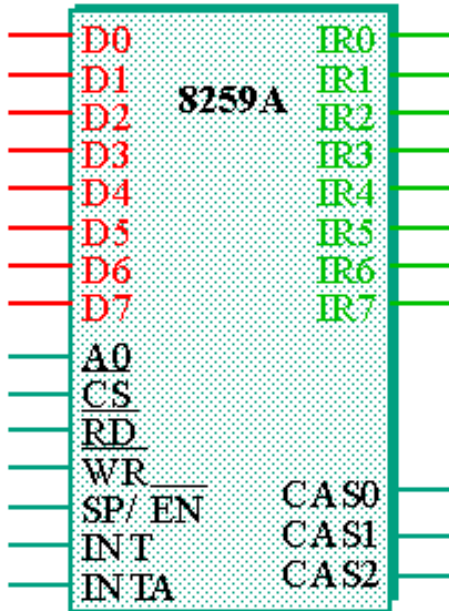 D0 IR0
D1 IR1
8259A
D2 IR2
D3 IR3
D4 IR4
D5 IR5
D6 IR6
D7 IR7
A0
CS
RD
WR
SP/ EN CAS0
INT CAS1
INTA CAS2